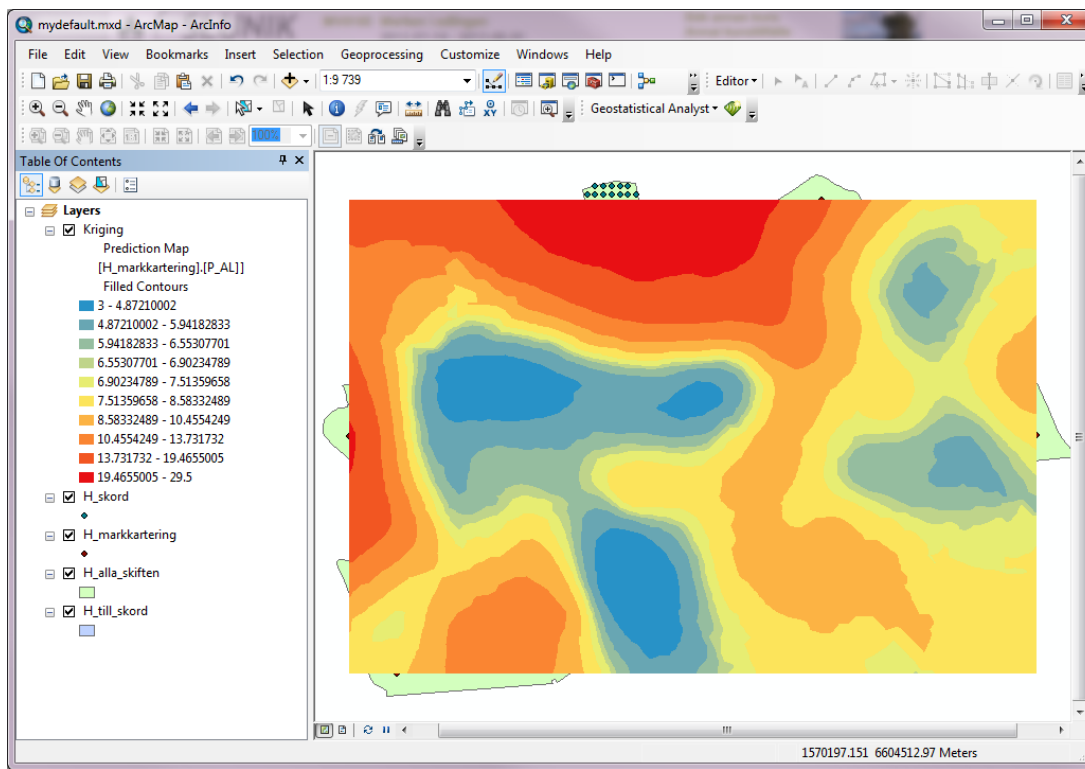 mydefault.mxd - ArcMap - ArcInfo
File Edit View Bookmarks Insert Selection Geoprocessing Customize Windows Help
1:9 739
Editor
Geostatistical Analyst
100%
Table Of Contents
Layers
Kriging
Prediction Map
[H_markkartering].[P_AL]]
Filled Contours
3 - 4.87210002
4.87210002 - 5.94182833
5.94182833 - 6.55307701
6.55307701 - 6.90234789
6.90234789 - 7.51359658
7.51359658 - 8.58332489
8.58332489 - 10.4554249
10.4554249 - 13.731732
13.731732 - 19.4655005
19.4655005 - 29.5
H_skord
H_markkartering
H_alla_skiften
H_till_skord
1570197.151 6604512.97 Meters